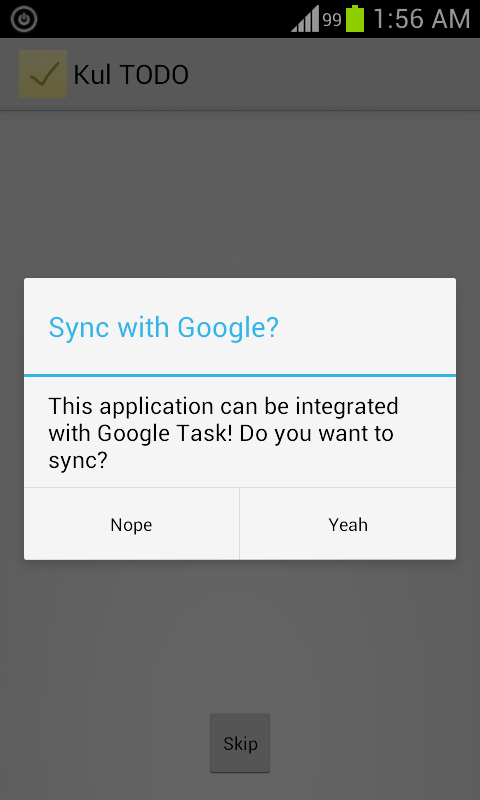 99 1:56 AM
Kul TODO
Sync with Google?
This application can be integrated
with Google Task! Do you want to
sync?
Nope Yeah
Skip